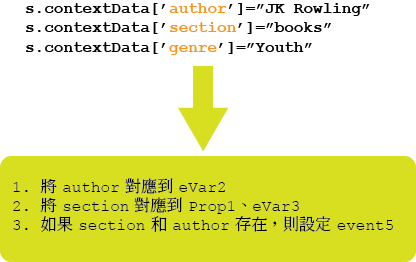 s.contextData['author']="JK Rowling”
s.contextData['section']="books”
s.contextData['genre']="Youth”
1. 將 author 對應到 eVar2
2. 將 section 對應到 Prop1、eVar3
3. 如果 section 和 author 存在，則設定 event5